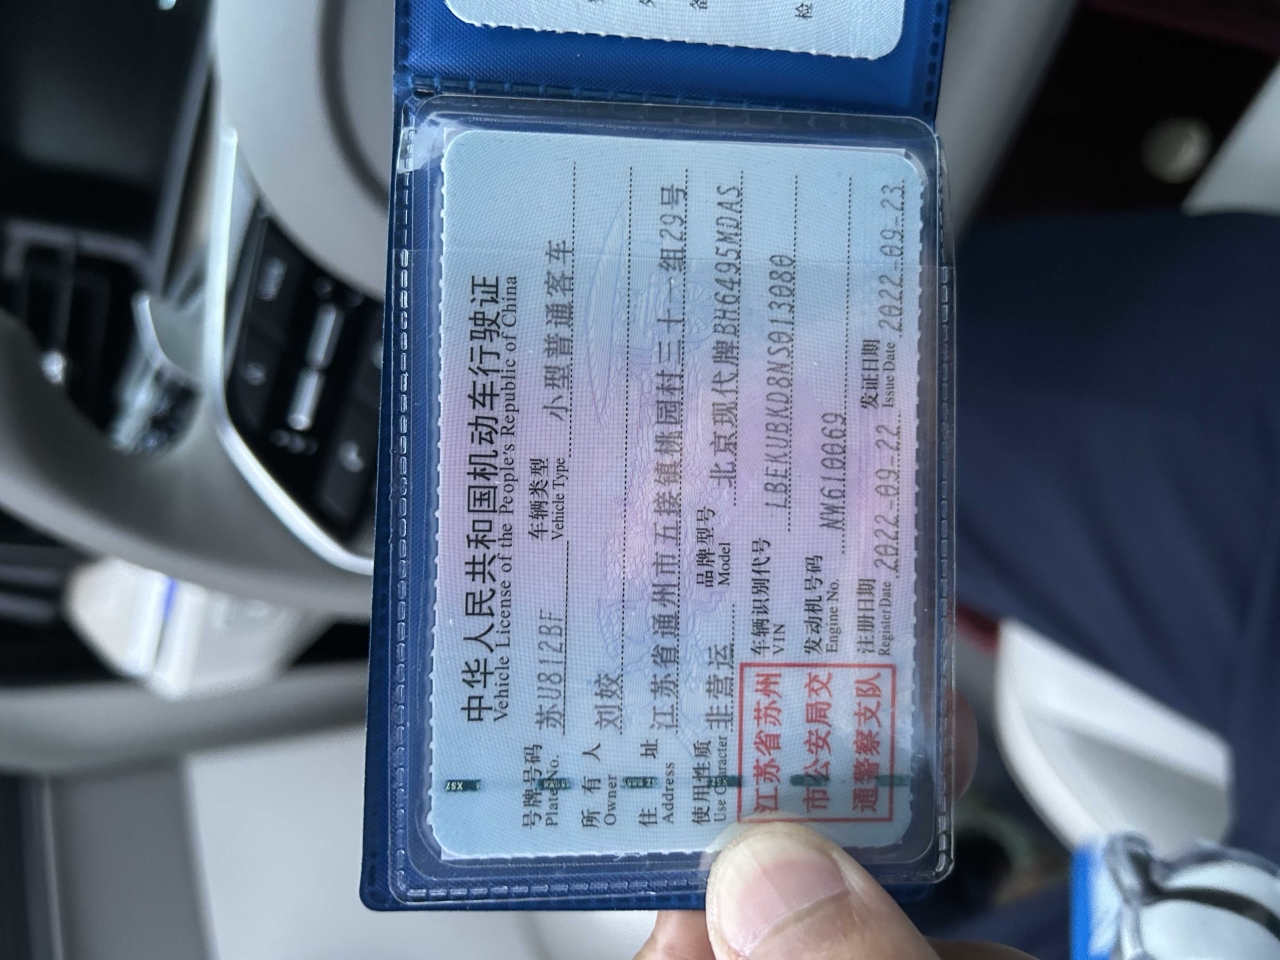 中华人民共和国机动车行驶证
Vehicle License of the People's Republic of China
号牌号码 苏U812BF 车辆类型 小型普通客车
Plate No. Vehicle Type
所有人 刘姣
Owner
住址 江苏省通州市五接镇桃园村三十一组29号
Address
使用性质 非营运 品牌型号 北京现代牌BH6495MDAS
Use Character Model
江苏省苏州
市公安局交
通警察支队
车辆识别代号 LBEKUBKD8NS013080
VIN
发动机号码 NW610069
Engine No.
注册日期 2022-09-22 发证日期 2022-09-23
Register Date Issue Date
检